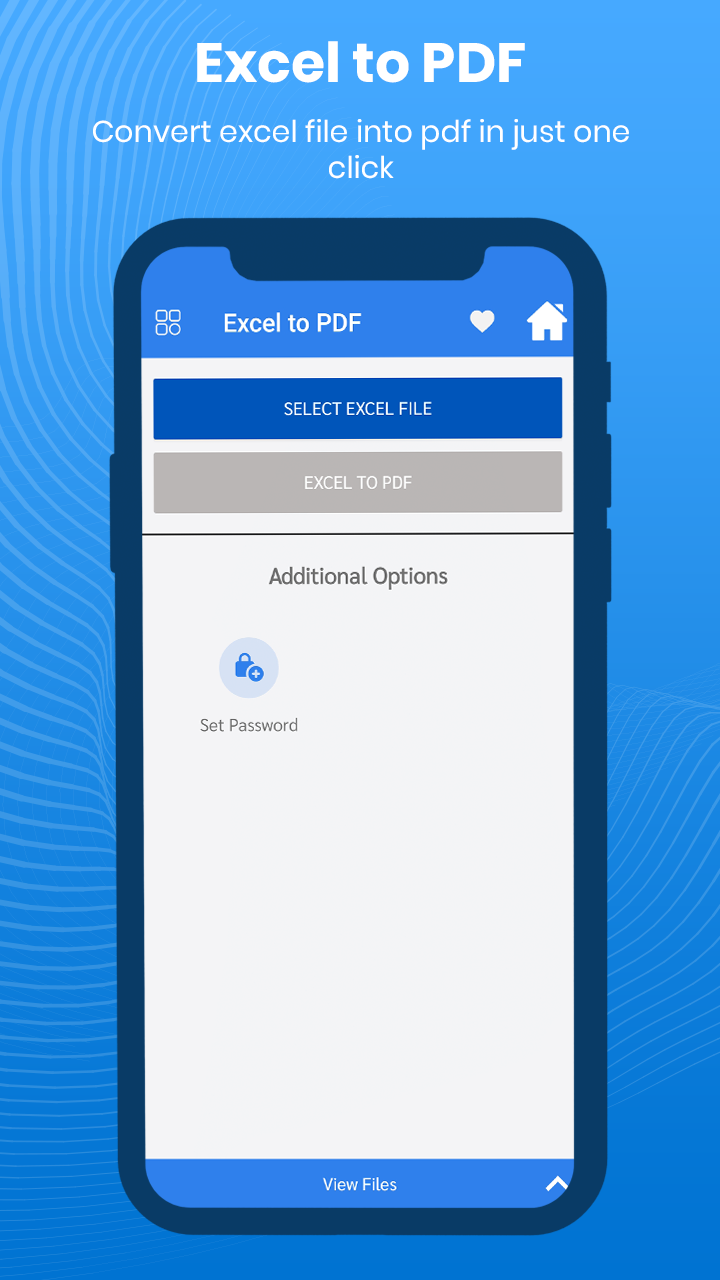 Excel to PDF
Convert excel file into pdf in just one
click
Excel to PDF
SELECT EXCEL FILE
EXCEL TO PDF
Additional Options
Set Password
View Files